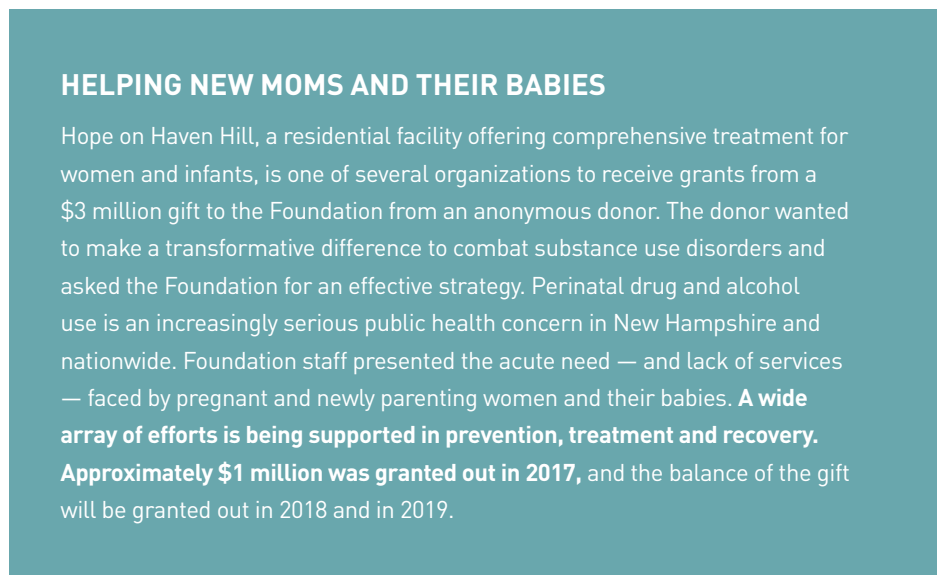 HELPING NEW MOMS AND THEIR BABIES
Hope on Haven Hill, a residential facility offering comprehensive treatment for
women and infants, is one of several organizations to receive grants from a
$3 million gift to the Foundation from an anonymous donor. The donor wanted
to make a transformative difference to combat substance use disorders and
asked the Foundation for an effective strategy. Perinatal drug and alcohol
use is an increasingly serious public health concern in New Hampshire and
nationwide. Foundation staff presented the acute need — and lack of services
— faced by pregnant and newly parenting women and their babies. A wide
array of efforts is being supported in prevention, treatment and recovery.
Approximately $1 million was granted out in 2017, and the balance of the gift
will be granted out in 2018 and in 2019.